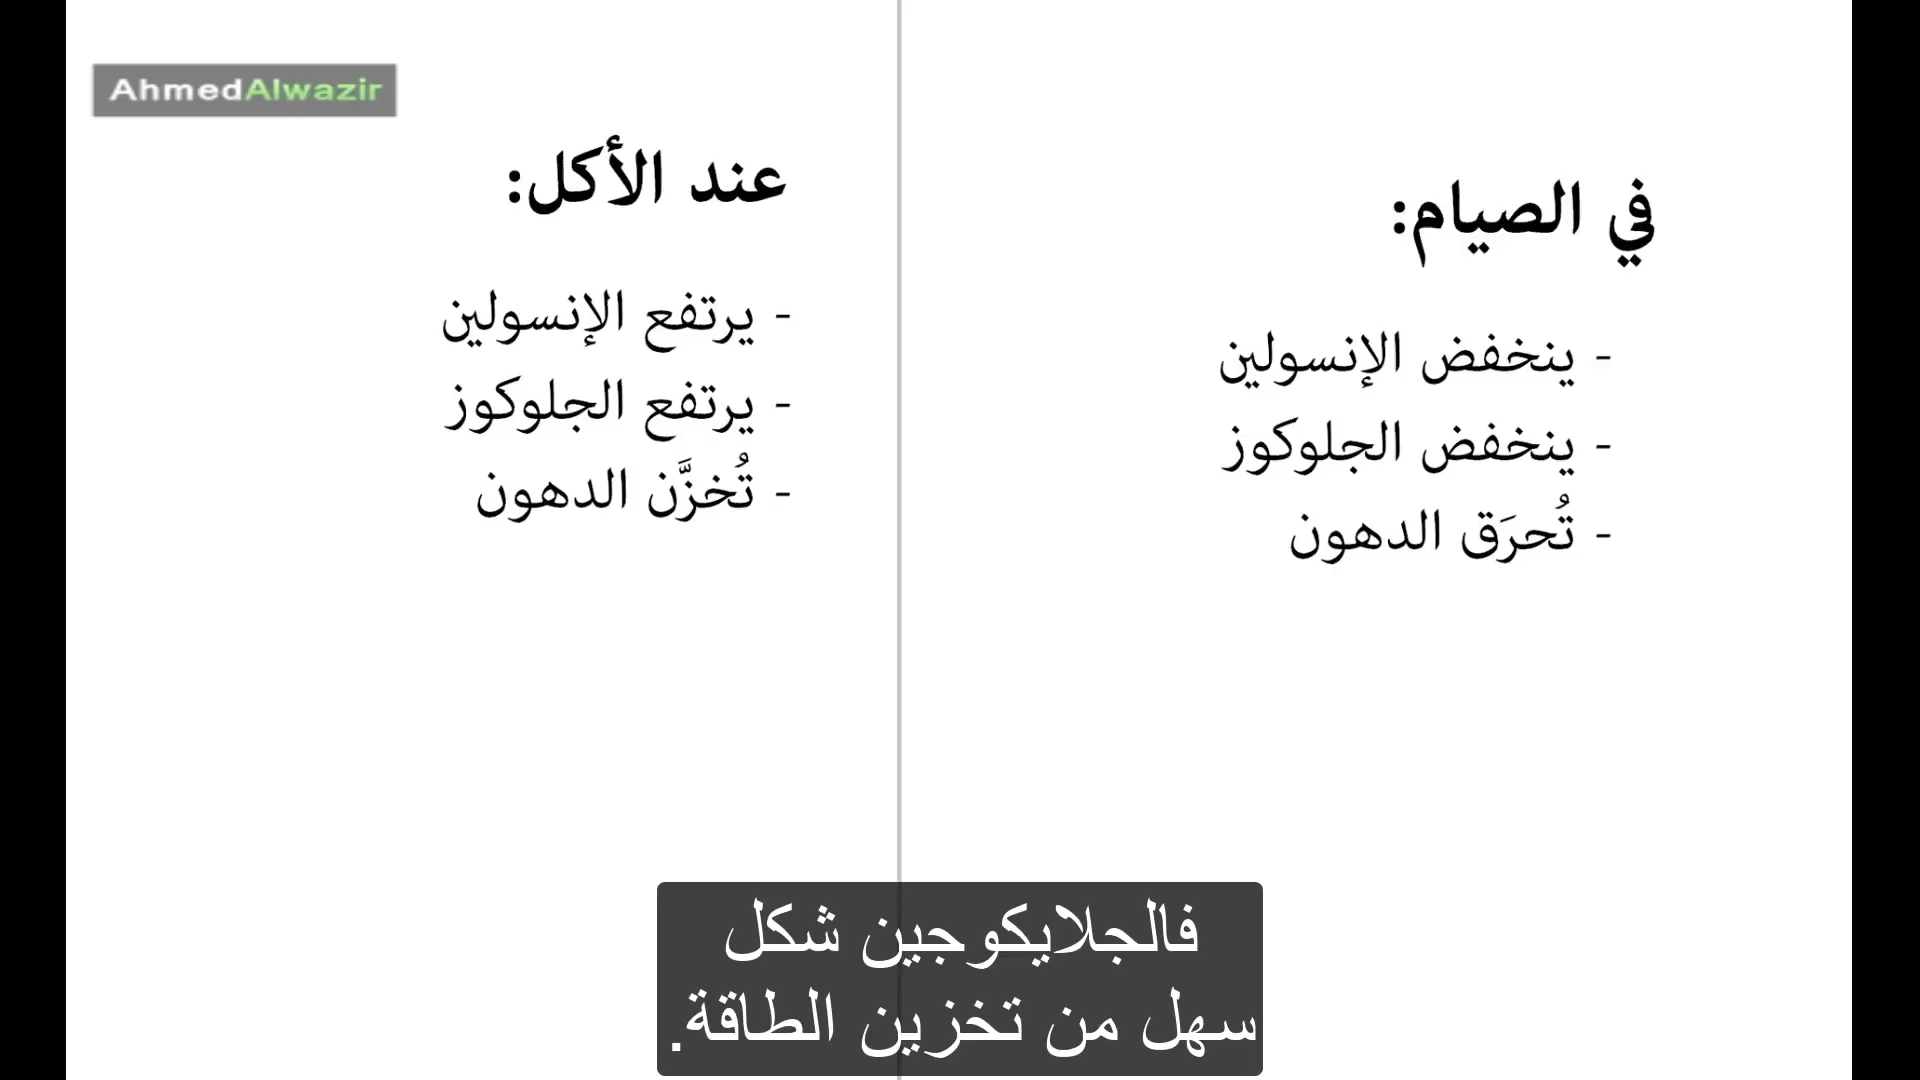 AhmedAlwazir
في الصيام:
- ينخفض الإنسولين
- ينخفض الجلوكوز
- تُحرَق الدهون
عند الأكل:
- يرتفع الإنسولين
- يرتفع الجلوكوز
- تُخزَّن الدهون
فالجلايكوجين شكل
سهل من تخزين الطاقة.